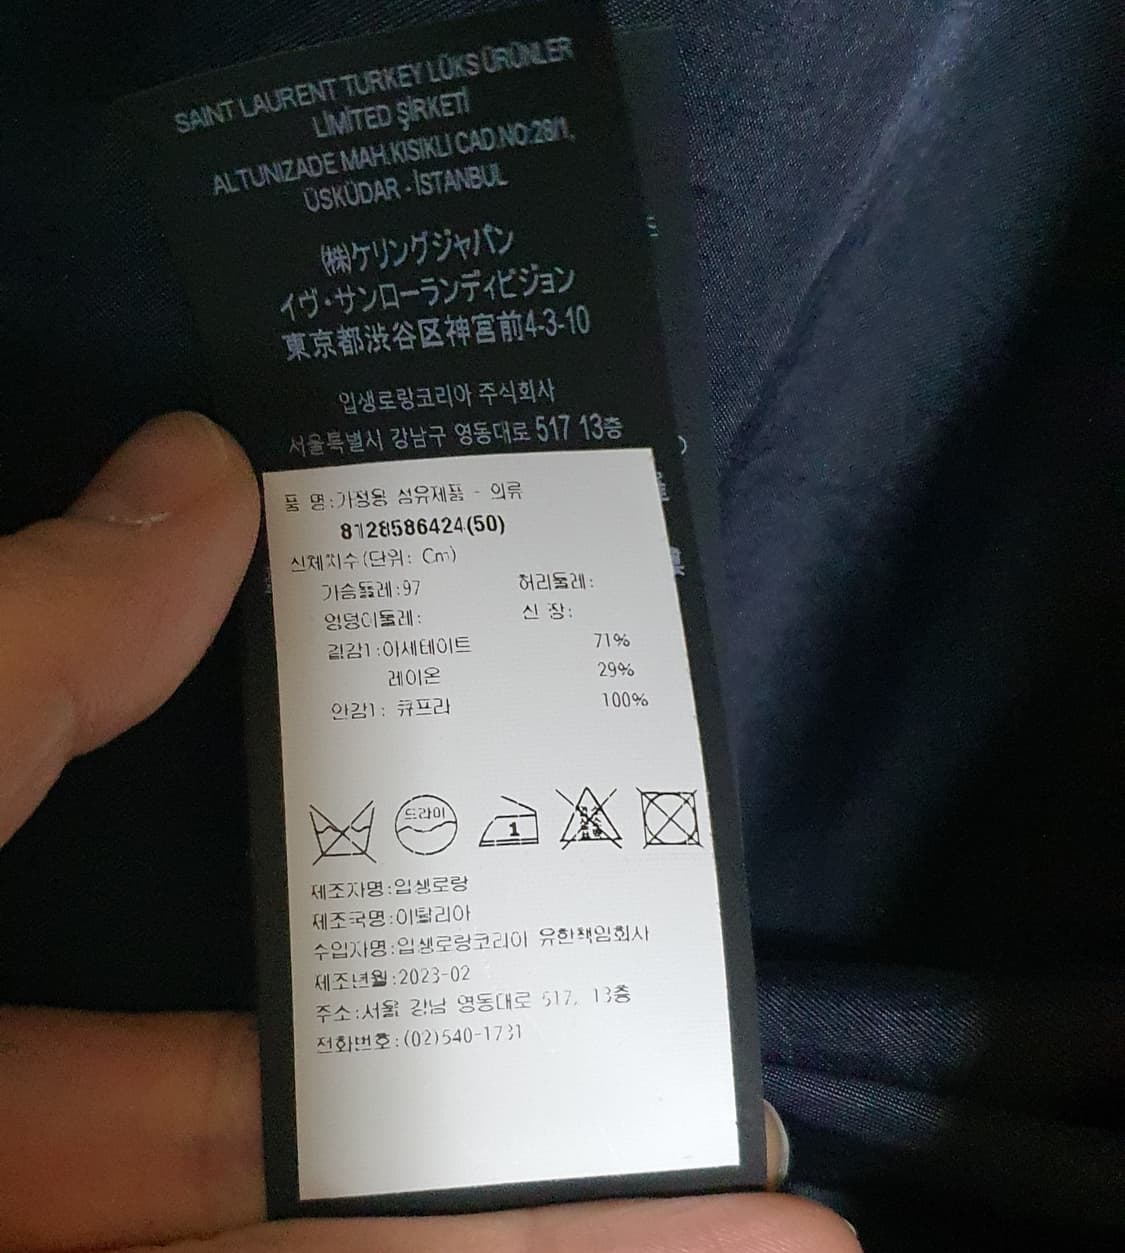 SAINT LAURENT TURKEY LÜKS ÜRÜNLER
LİMİTED ŞİRKETİ
ALTUNIZADE MAH.KISIKLI CAD.NO:28/1,
ÜSKÜDAR - İSTANBUL
(株)ケリングジャパン
イヴ・サンローランディビジョン
東京都渋谷区神宮前4-3-10
입생로랑코리아 주식회사
서울특별시 강남구 영동대로 517 13층
품 명:가정용 섬유제품 - 의류
8128586424(50)
신체치수(단위: Cm)
가슴둘레:97 허리둘레:
엉덩이둘레: 신 장:
겉감1:아세테이트 71%
레이온 29%
안감1: 큐프라 100%
드라이
1
제조자명:입생로랑
제조국명:이탈리아
수입자명:입생로랑코리아 유한책임회사
제조년월:2023-02
주소:서울 강남 영동대로 517, 13층
전화번호:(02)540-1731